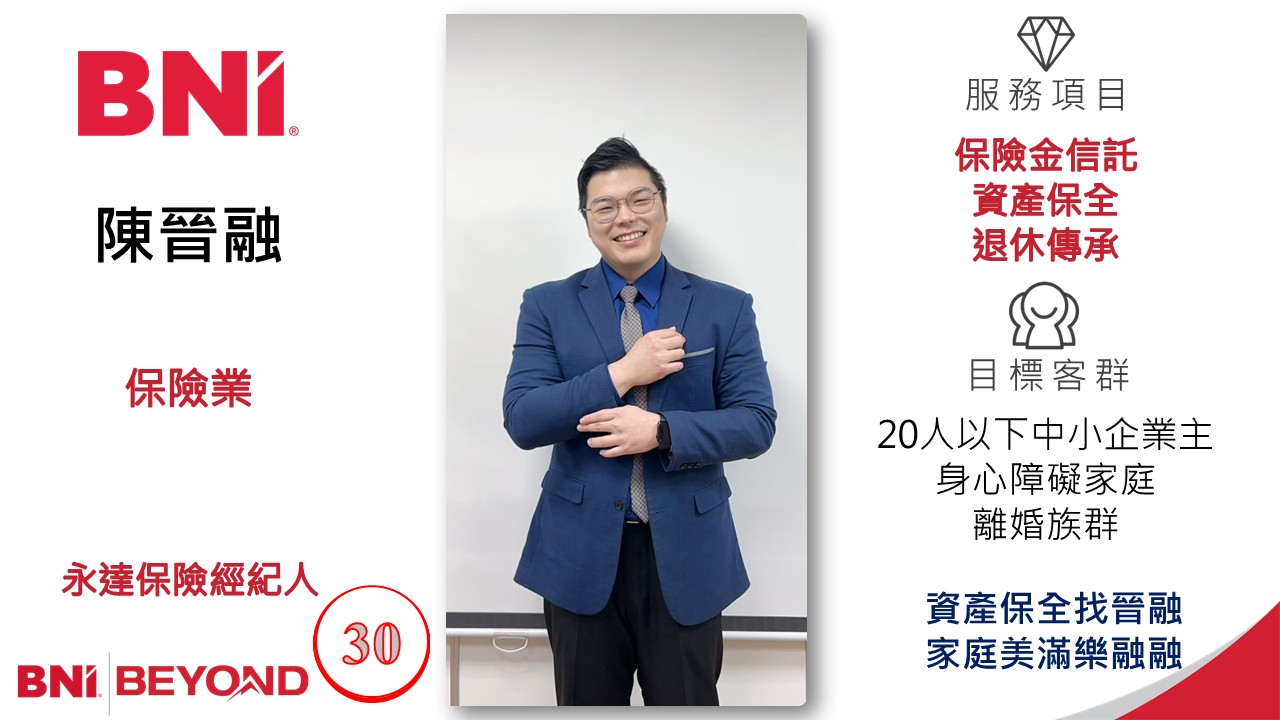 BNI®
陳晉融
保險業
永達保險經紀人
30
BNI® BEYOND
服務項目
保險金信託
資產保全
退休傳承
目標客群
20人以下中小企業主
身心障礙家庭
離婚族群
資產保全找晉融
家庭美滿樂融融